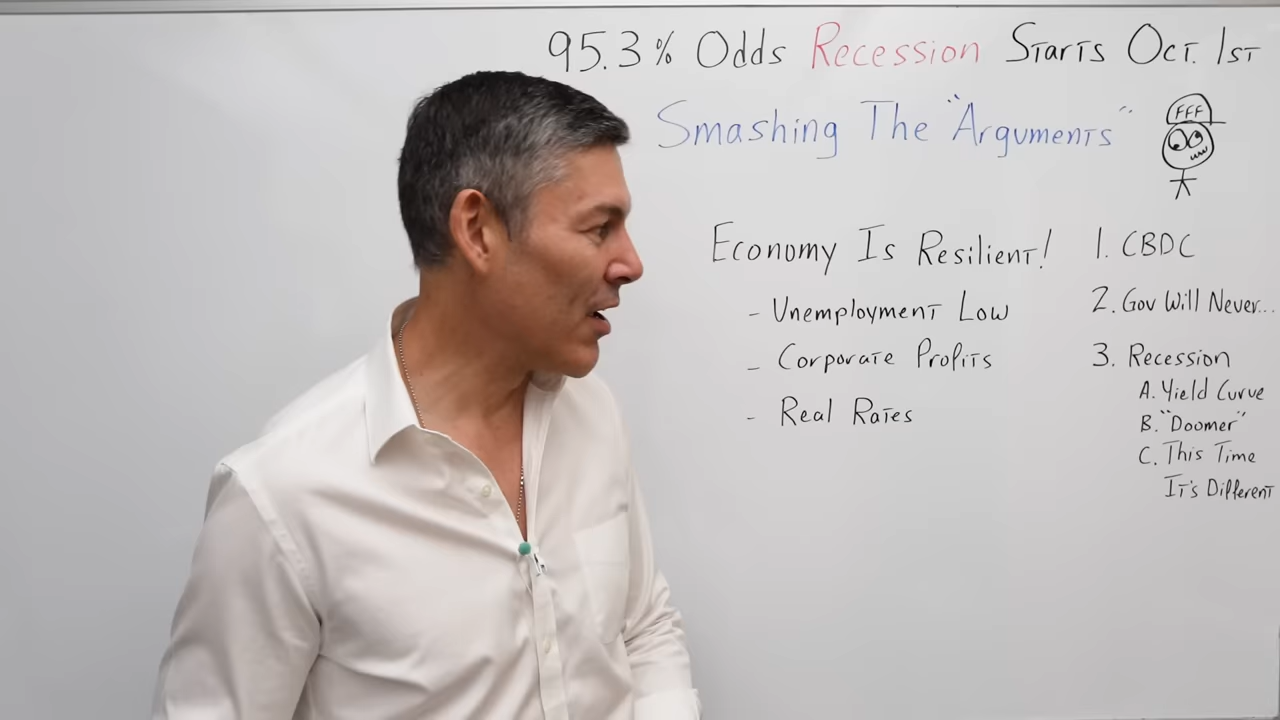 95.3% Odds Recession Starts Oct. 1st
Smashing The "Arguments"
FFF
Economy Is Resilient!
- Unemployment Low
- Corporate Profits
- Real Rates
1. CBDC
2. Gov Will Never...
3. Recession
A. Yield Curve
B. "Doomer"
C. This Time
It's Different